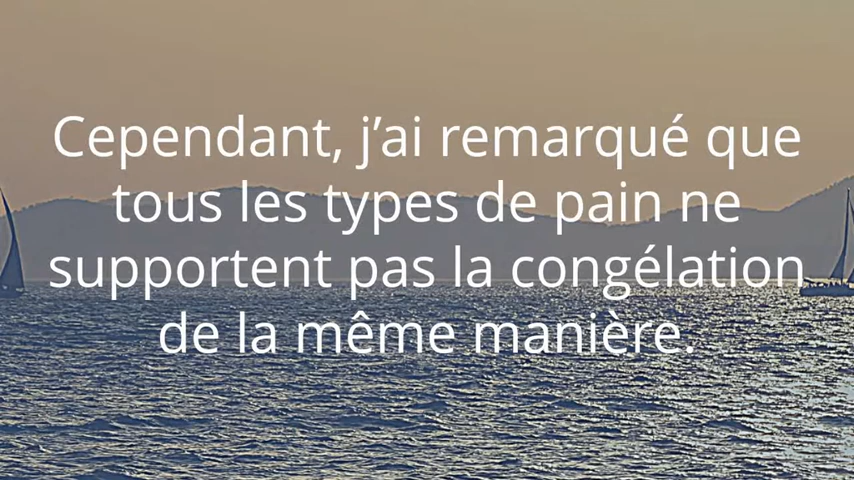 Cependant, j’ai remarqué que
tous les types de pain ne
supportent pas la congélation
de la même manière.